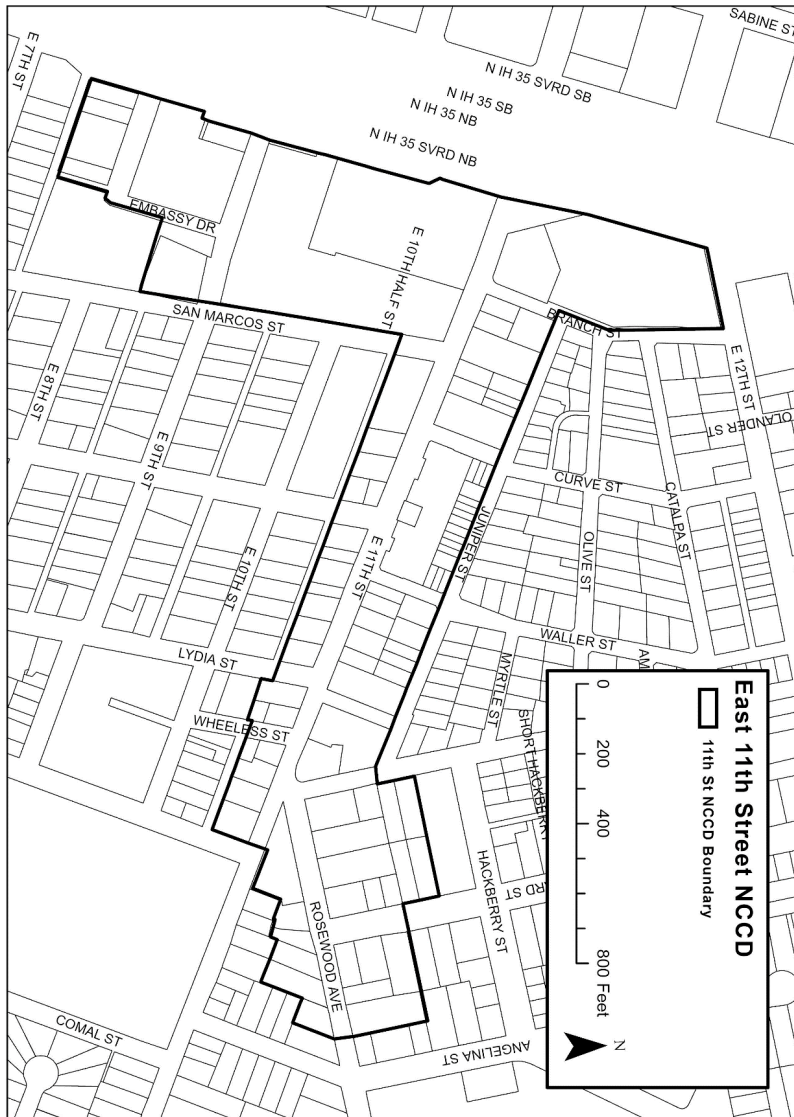 SABINE ST
E 7TH ST
N IH 35 SVRD SB
N IH 35 SB
N IH 35 NB
N IH 35 SVRD NB
EMBASSY DR
E 10TH HALF ST
SAN MARCOS ST
BRANCH ST
E 12TH ST
OLANDER ST
E 8TH ST
E 9TH ST
CURVE ST
CATALPA ST
JUNIPER ST
OLIVE ST
E 11TH ST
E 10TH ST
WALLER ST
LYDIA ST
MYRTLE ST
WHEELESS ST
SHORT HACKBERRY
HACKBERRY ST
ROSEWOOD AVE
ANGELINA ST
COMAL ST
East 11th Street NCCD
11th St NCCD Boundary
0 200 400 800 Feet
N